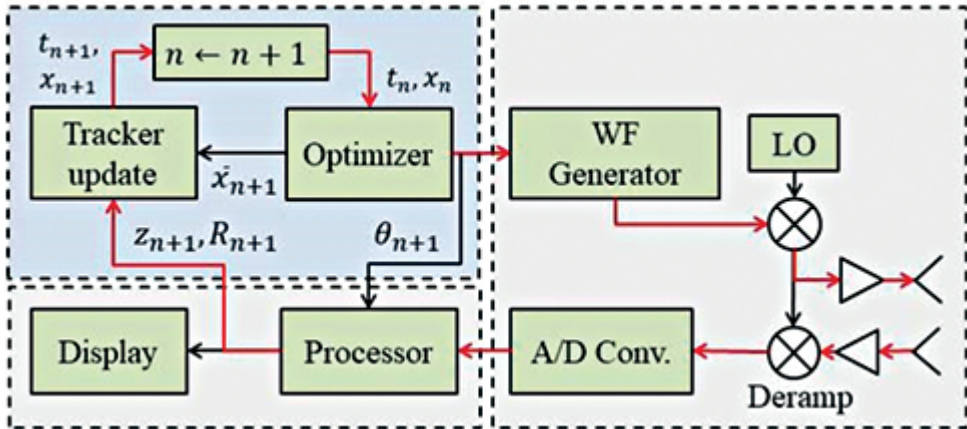 t_{n+1},
x_{n+1}
n ← n + 1
t_n, x_n
Tracker
update
Optimizer
ẋ_{n+1}
WF
Generator
LO
z_{n+1}, R_{n+1}
θ_{n+1}
Display
Processor
A/D Conv.
Deramp